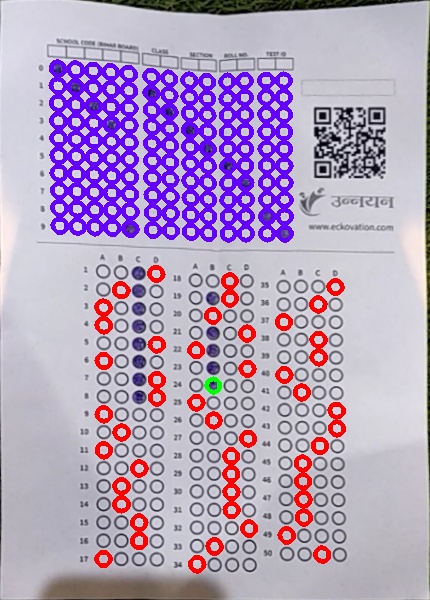 SCHOOL CODE (BIHAR BOARD) CLASS SECTION ROLL NO. TEST ID
0
1
2
3
4
5
6
7
8
9
उन्नयन
www.eckovation.com
A B C D A B C D A B C D
1 18 35
2 19 36
3 20 37
4 21 38
5 22 39
6 23 40
7 24 41
8 25 42
9 26 43
10 27 44
11 28 45
12 29 46
13 30 47
14 31 48
15 32 49
16 33 50
17 34